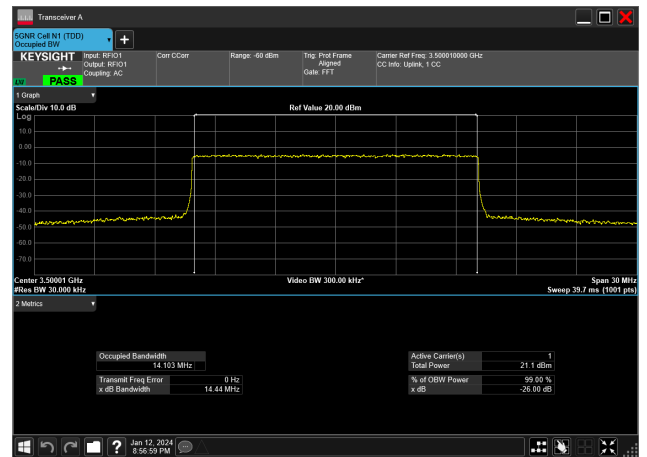 Transceiver A
5GNR Cell N1 (TDD)
Occupied BW
KEYSIGHT
LXI
PASS
Input: RFIO1
Output: RFIO1
Coupling: AC
Corr CCorr
Range: -60 dBm
Trig: Prot Frame
Aligned
Gate: FFT
Carrier Ref Freq: 3.500010000 GHz
CC Info: Uplink, 1 CC
1 Graph
Scale/Div 10.0 dB
Ref Value 20.00 dBm
Log
10.0
0.00
-10.0
-20.0
-30.0
-40.0
-50.0
-60.0
-70.0
Center 3.50001 GHz
Video BW 300.00 kHz*
Span 30 MHz
#Res BW 30.000 kHz
Sweep 39.7 ms (1001 pts)
2 Metrics
Occupied Bandwidth
14.103 MHz
Active Carrier(s) 1
Total Power 21.1 dBm
Transmit Freq Error 0 Hz
x dB Bandwidth 14.44 MHz
% of OBW Power 99.00 %
x dB -26.00 dB
Jan 12, 2024
8:56:59 PM